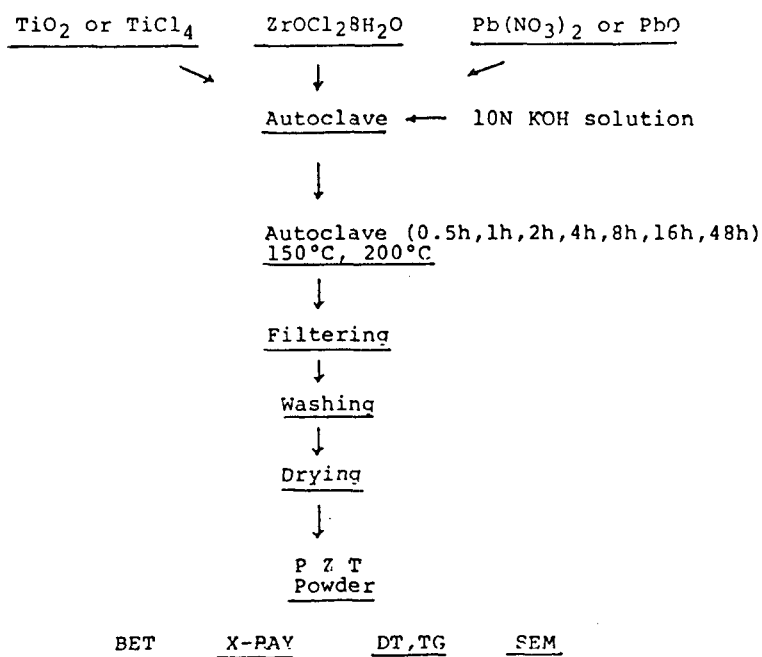 TiO2 or TiCl4 ZrOCl28H2O Pb(NO3)2 or PbO
Autoclave 10N KOH solution
Autoclave (0.5h,1h,2h,4h,8h,16h,48h)
150°C, 200°C
Filtering
Washing
Drying
P Z T
Powder
BET X-RAY DT,TG SEM